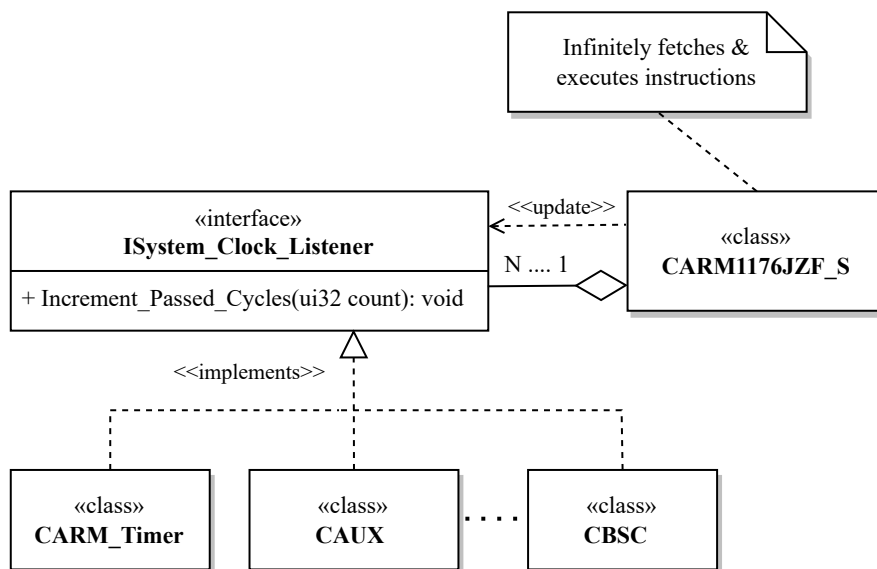 Infinitely fetches &
executes instructions
«interface»
ISystem_Clock_Listener
+ Increment_Passed_Cycles(ui32 count): void
<<update>>
N .... 1
«class»
CARM1176JZF_S
<<implements>>
«class»
CARM_Timer
«class»
CAUX
....
«class»
CBSC